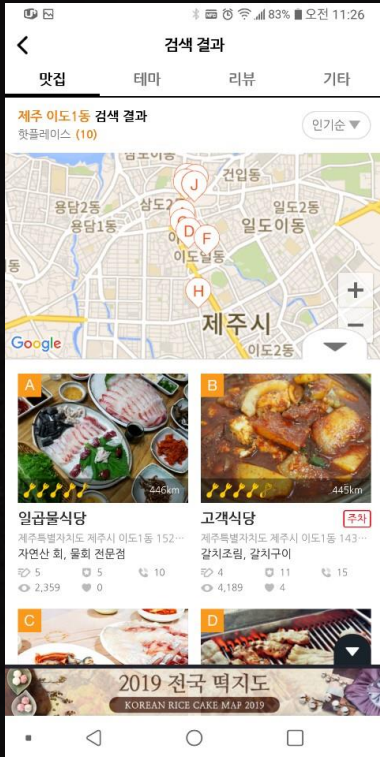 83% 오전 11:26
검색 결과
맛집 테마 리뷰 기타
제주 이도1동 검색 결과
핫플레이스 (10)
인기순 ▼
건입동
용담2동
삼도2
일도2동
용담1동
일도이동
J
D
F
이도일동
H
제주시
이도2동
Google
+
−
A
446km
일곱물식당
제주특별자치도 제주시 이도1동 152...
자연산 회, 물회 전문점
5 5 10
2,359 0
B
445km
고객식당
주차
제주특별자치도 제주시 이도1동 143...
갈치조림, 갈치구이
4 11 15
4,189 4
C
D
2019 전국 떡지도
KOREAN RICE CAKE MAP 2019